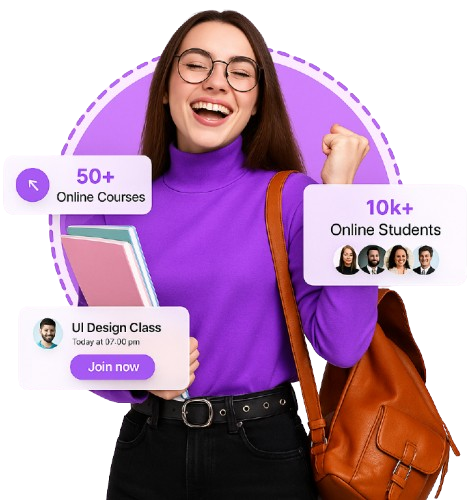 50+
Online Courses
10k+
Online Students
UI Design Class
Today at 07:00 pm
Join now